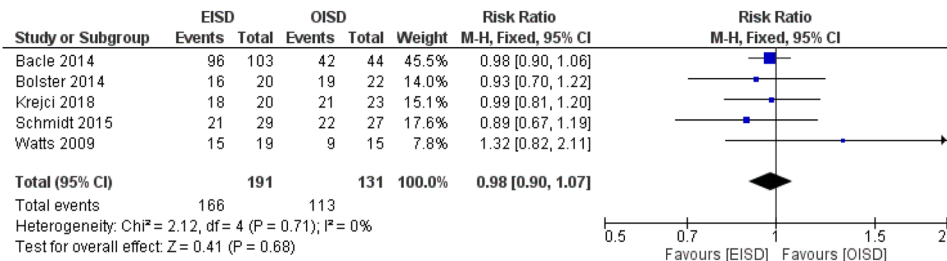 EISD OISD Risk Ratio Risk Ratio
Study or Subgroup Events Total Events Total Weight M-H, Fixed, 95% CI M-H, Fixed, 95% CI
Bacle 2014 96 103 42 44 45.5% 0.98 [0.90, 1.06]
Bolster 2014 16 20 19 22 14.0% 0.93 [0.70, 1.22]
Krejci 2018 18 20 21 23 15.1% 0.99 [0.81, 1.20]
Schmidt 2015 21 29 22 27 17.6% 0.89 [0.67, 1.19]
Watts 2009 15 19 9 15 7.8% 1.32 [0.82, 2.11]
Total (95% CI) 191 131 100.0% 0.98 [0.90, 1.07]
Total events 166 113
Heterogeneity: Chi² = 2.12, df = 4 (P = 0.71); I² = 0%
Test for overall effect: Z = 0.41 (P = 0.68)
0.5 0.7 1 1.5 2
Favours [EISD] Favours [OISD]